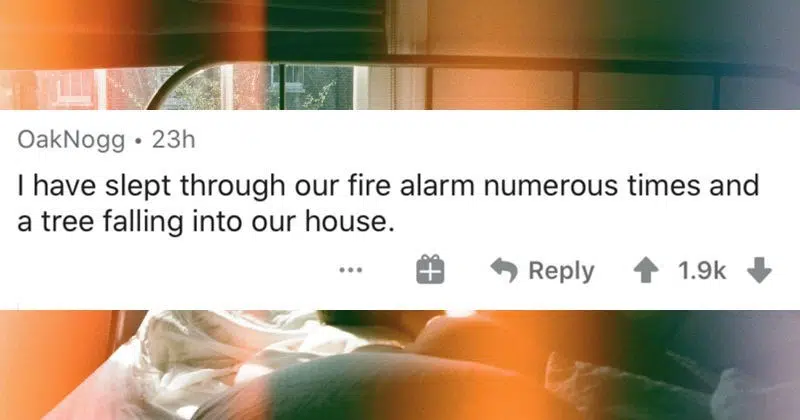 OakNogg • 23h
I have slept through our fire alarm numerous times and
a tree falling into our house.
... Reply 1.9k